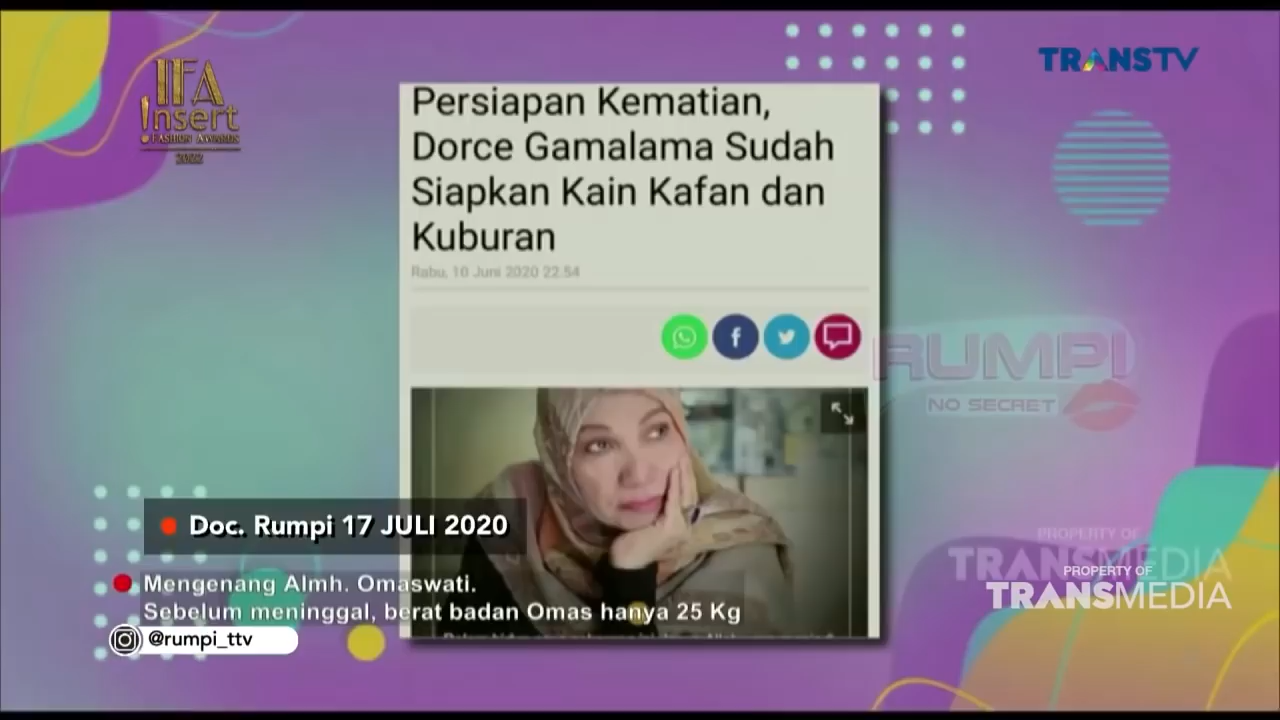 IFA
Insert
FASHION AWARDS
2022
TRANSTV
Persiapan Kematian,
Dorce Gamalama Sudah
Siapkan Kain Kafan dan
Kuburan
Rabu, 10 Juni 2020 22.54
RUMPI
NO SECRET
Doc. Rumpi 17 JULI 2020
Mengenang Almh. Omaswati.
Sebelum meninggal, berat badan Omas hanya 25 Kg
@rumpi_ttv
PROPERTY OF
TRANSMEDIA
PROPERTY OF
TRANSMEDIA